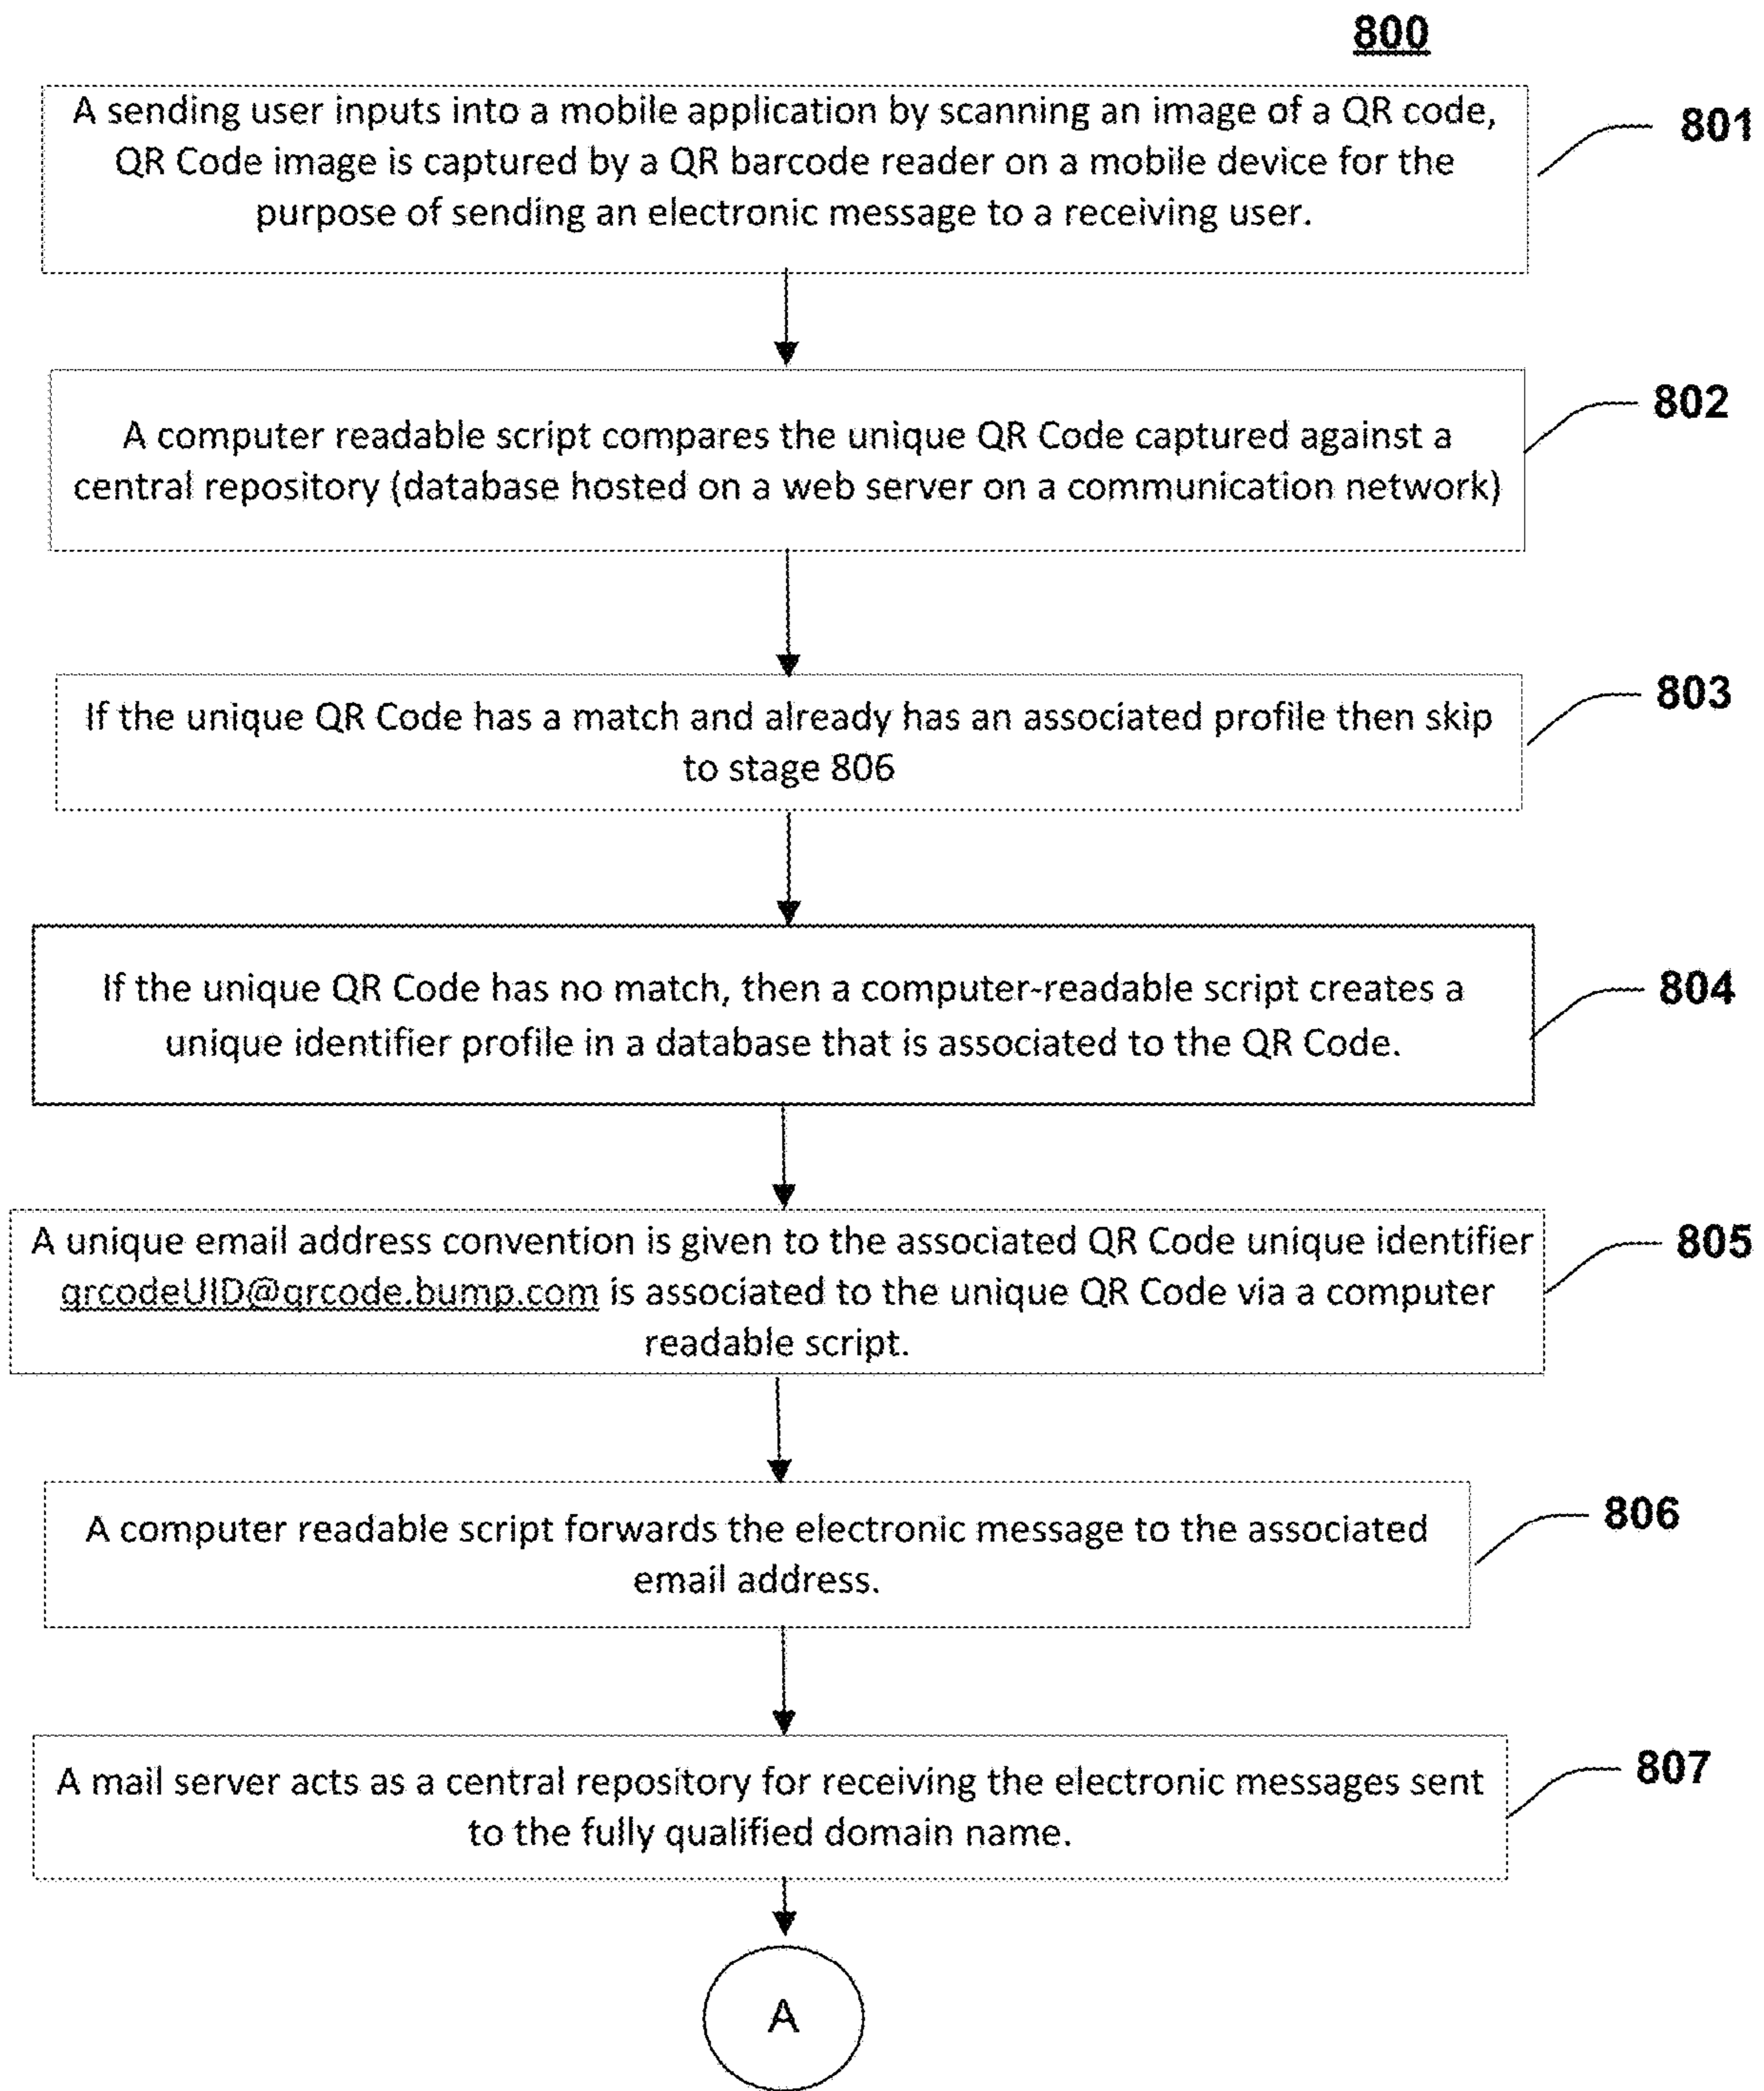 800
A sending user inputs into a mobile application by scanning an image of a QR code,
QR Code image is captured by a QR barcode reader on a mobile device for the
purpose of sending an electronic message to a receiving user.
801
A computer readable script compares the unique QR Code captured against a
central repository (database hosted on a web server on a communication network)
802
If the unique QR Code has a match and already has an associated profile then skip
to stage 806
803
If the unique QR Code has no match, then a computer-readable script creates a
unique identifier profile in a database that is associated to the QR Code.
804
A unique email address convention is given to the associated QR Code unique identifier
qrcodeUID@qrcode.bump.com is associated to the unique QR Code via a computer
readable script.
805
A computer readable script forwards the electronic message to the associated
email address.
806
A mail server acts as a central repository for receiving the electronic messages sent
to the fully qualified domain name.
807
A